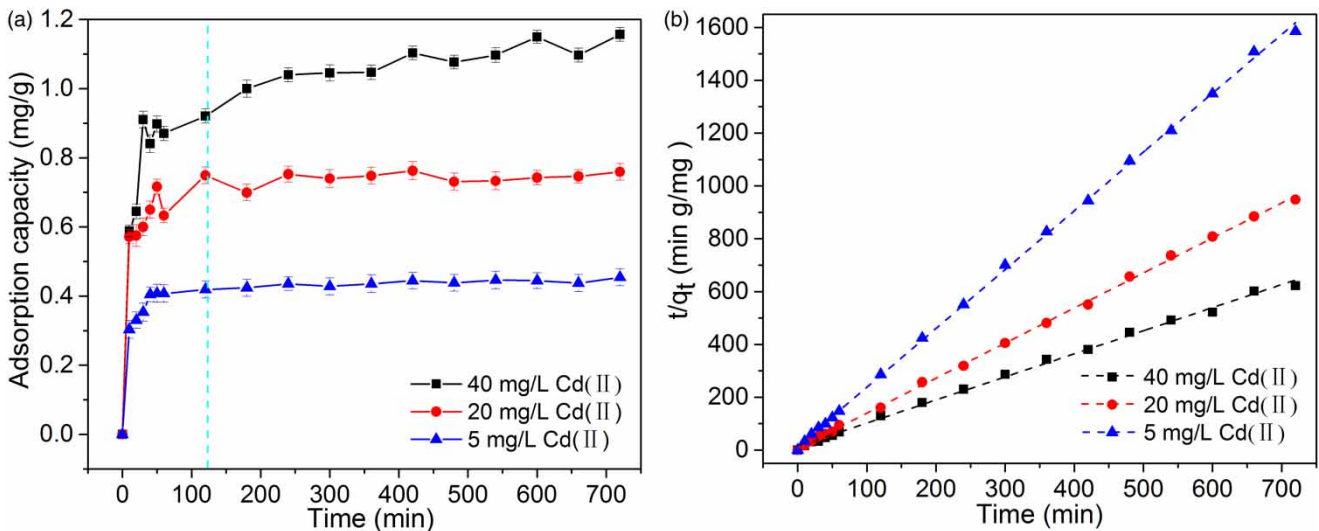 (a)
Adsorption capacity (mg/g)
1.2
1.0
0.8
0.6
0.4
0.2
0.0
40 mg/L Cd(Ⅱ)
20 mg/L Cd(Ⅱ)
5 mg/L Cd(Ⅱ)
0 100 200 300 400 500 600 700
Time (min)
(b)
t/qt (min g/mg)
1600
1400
1200
1000
800
600
400
200
0
40 mg/L Cd(Ⅱ)
20 mg/L Cd(Ⅱ)
5 mg/L Cd(Ⅱ)
0 100 200 300 400 500 600 700
Time (min)